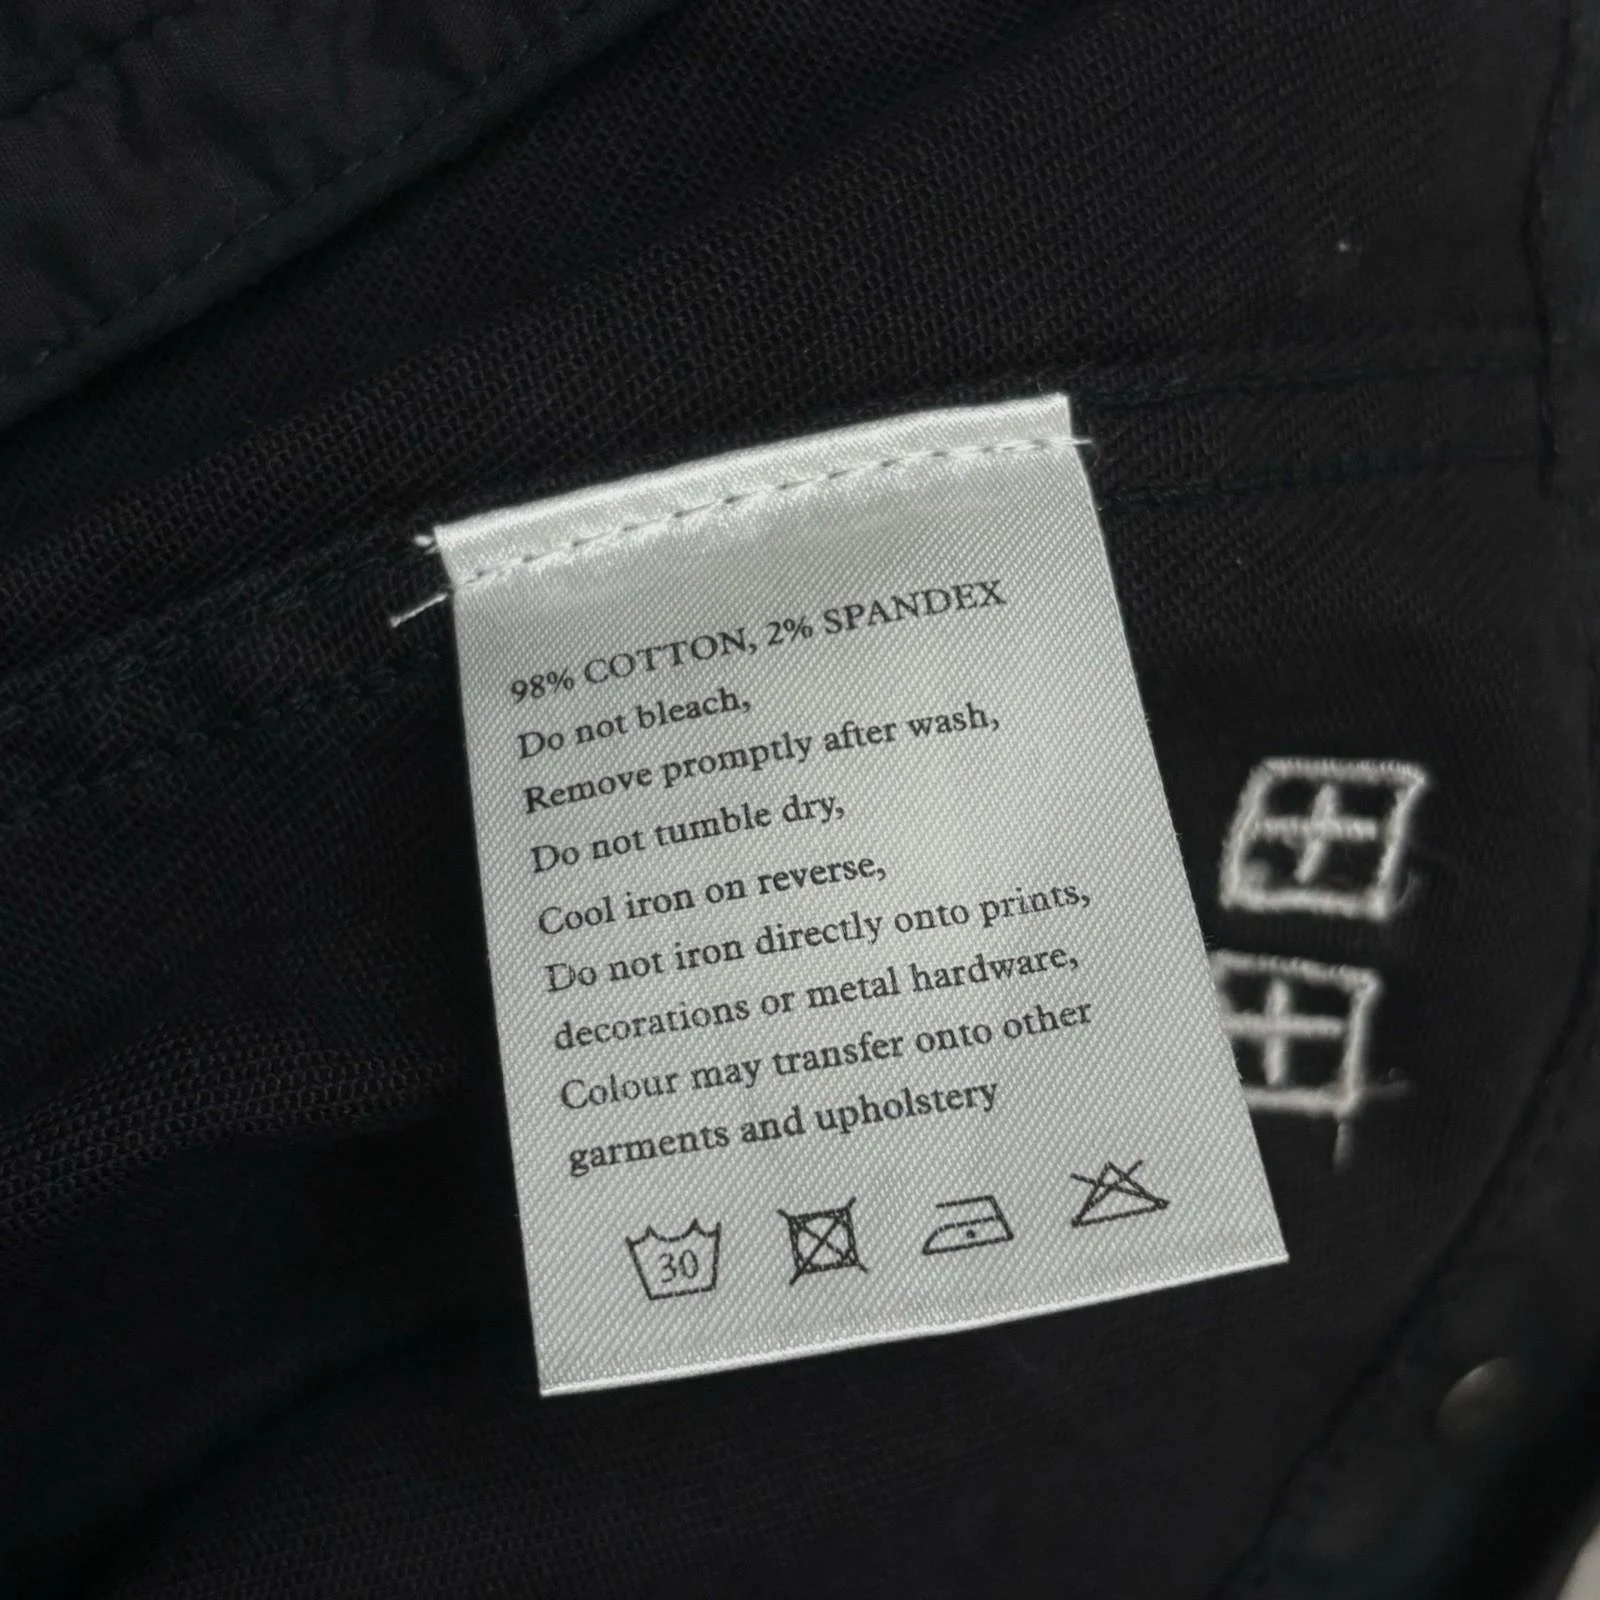 98% COTTON, 2% SPANDEX
Do not bleach,
Remove promptly after wash,
Do not tumble dry,
Cool iron on reverse,
Do not iron directly onto prints,
decorations or metal hardware,
Colour may transfer onto other
garments and upholstery
30